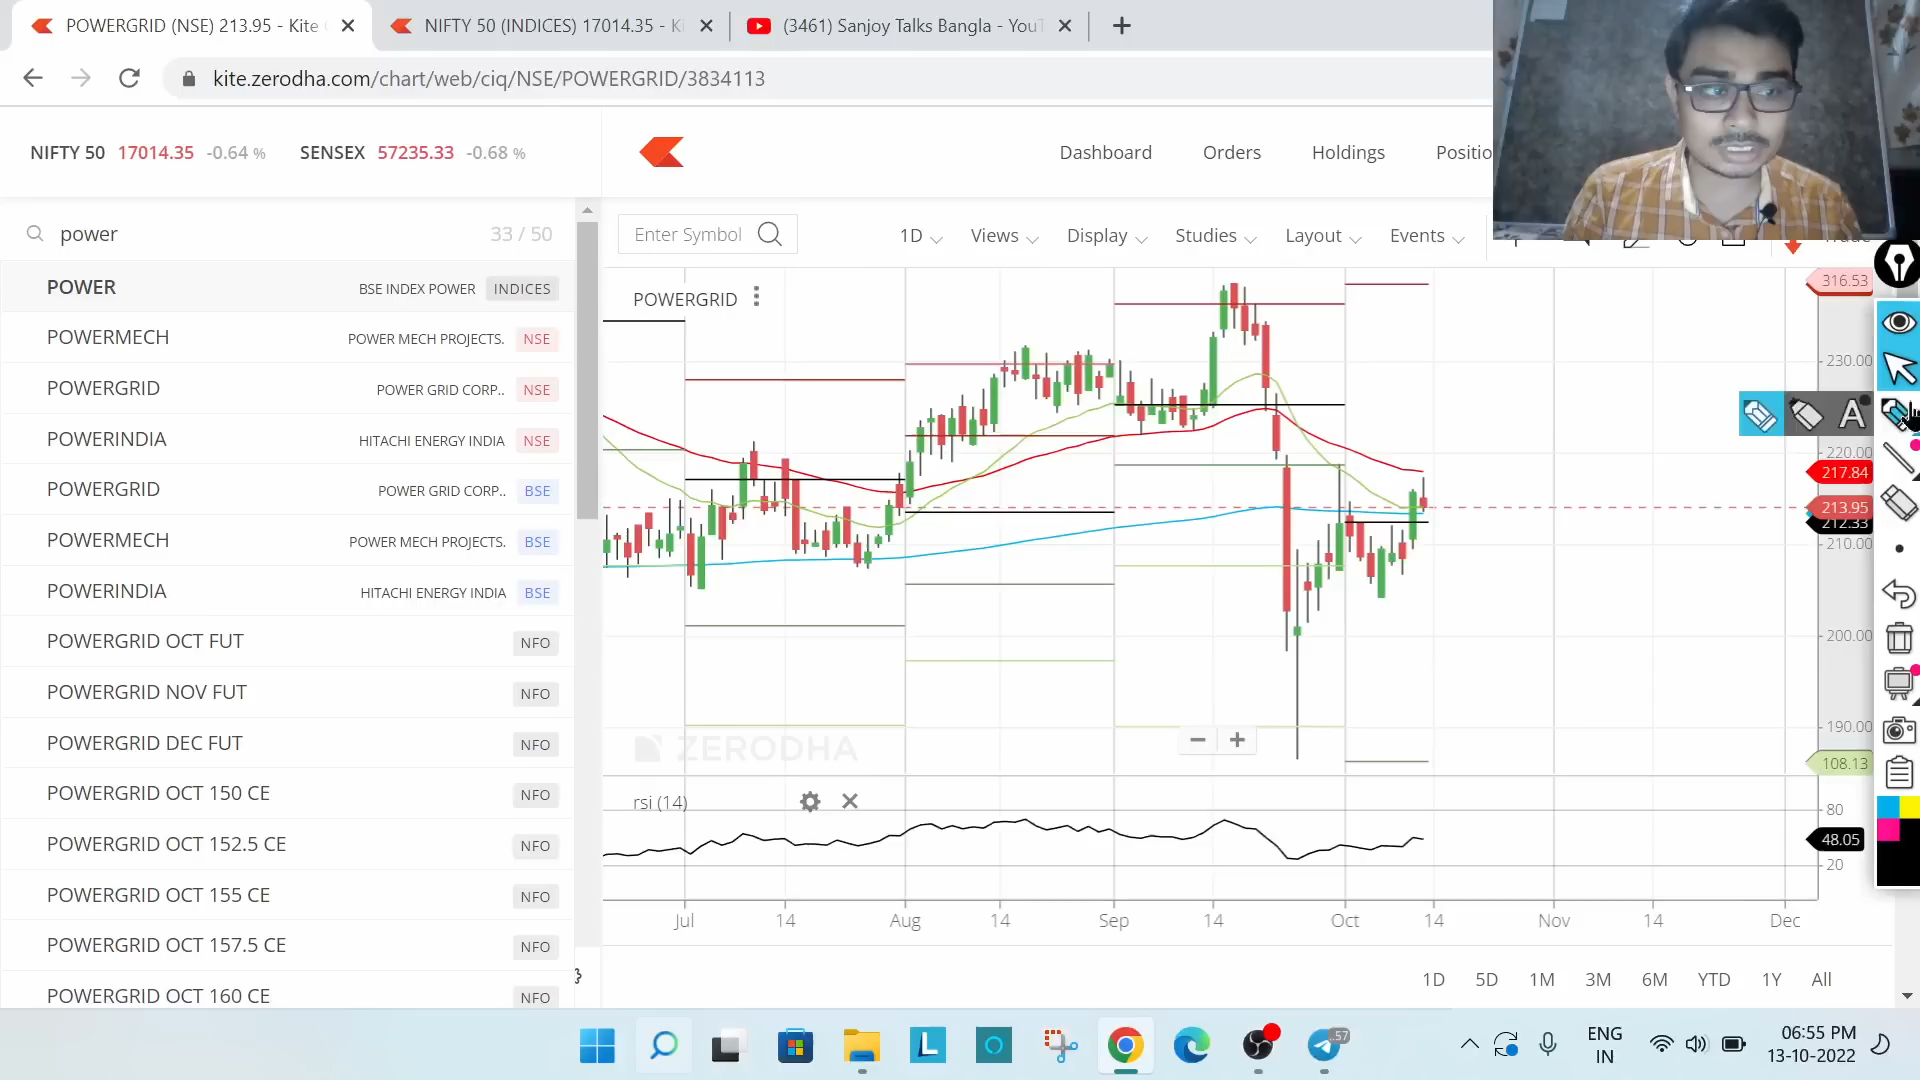 POWERGRID (NSE) 213.95 - Kite
NIFTY 50 (INDICES) 17014.35 - Ki
(3461) Sanjoy Talks Bangla - YouT
kite.zerodha.com/chart/web/ciq/NSE/POWERGRID/3834113
NIFTY 50 17014.35 -0.64 % SENSEX 57235.33 -0.68 %
Dashboard Orders Holdings Positio
power 33 / 50
Enter Symbol 1D Views Display Studies Layout Events
POWER BSE INDEX POWER INDICES
POWERMECH POWER MECH PROJECTS. NSE
POWERGRID POWER GRID CORP.. NSE
POWERINDIA HITACHI ENERGY INDIA NSE
POWERGRID POWER GRID CORP.. BSE
POWERMECH POWER MECH PROJECTS. BSE
POWERINDIA HITACHI ENERGY INDIA BSE
POWERGRID OCT FUT NFO
POWERGRID NOV FUT NFO
POWERGRID DEC FUT NFO
POWERGRID OCT 150 CE NFO
POWERGRID OCT 152.5 CE NFO
POWERGRID OCT 155 CE NFO
POWERGRID OCT 157.5 CE NFO
POWERGRID OCT 160 CE NFO
POWERGRID
316.53
230.00
A
220.00
217.84
213.95
212.33
210.00
200.00
190.00
108.13
ZERODHA
rsi (14)
80
48.05
20
Jul 14 Aug 14 Sep 14 Oct 14 Nov 14 Dec
1D 5D 1M 3M 6M YTD 1Y All
L
57
ENG
IN
06:55 PM
13-10-2022